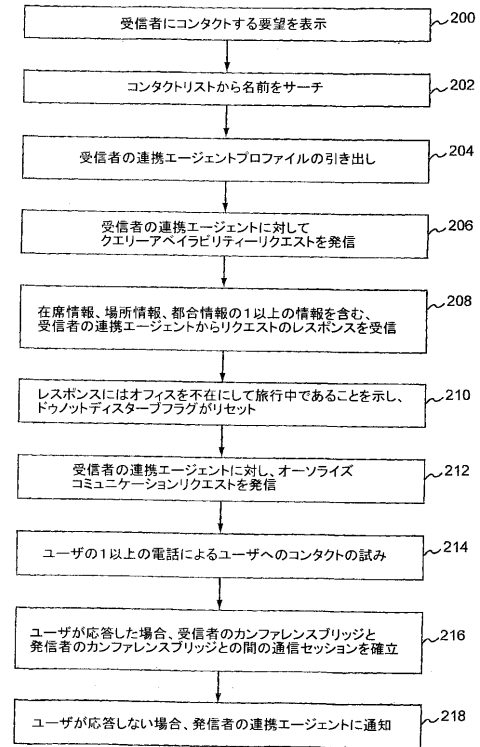 受信者にコンタクトする要望を表示
200
コンタクトリストから名前をサーチ
202
受信者の連携エージェントプロファイルの引き出し
204
受信者の連携エージェントに対して
クエリーアベイラビリティーリクエストを発信
206
在席情報、場所情報、都合情報の1以上の情報を含む、
受信者の連携エージェントからリクエストのレスポンスを受信
208
レスポンスにはオフィスを不在にして旅行中であることを示し、
ドゥノットディスターブフラグがリセット
210
受信者の連携エージェントに対し、オーソライズ
コミュニケーションリクエストを発信
212
ユーザの1以上の電話によるユーザへのコンタクトの試み
214
ユーザが応答した場合、受信者のカンファレンスブリッジと
発信者のカンファレンスブリッジとの間の通信セッションを確立
216
ユーザが応答しない場合、発信者の連携エージェントに通知
218